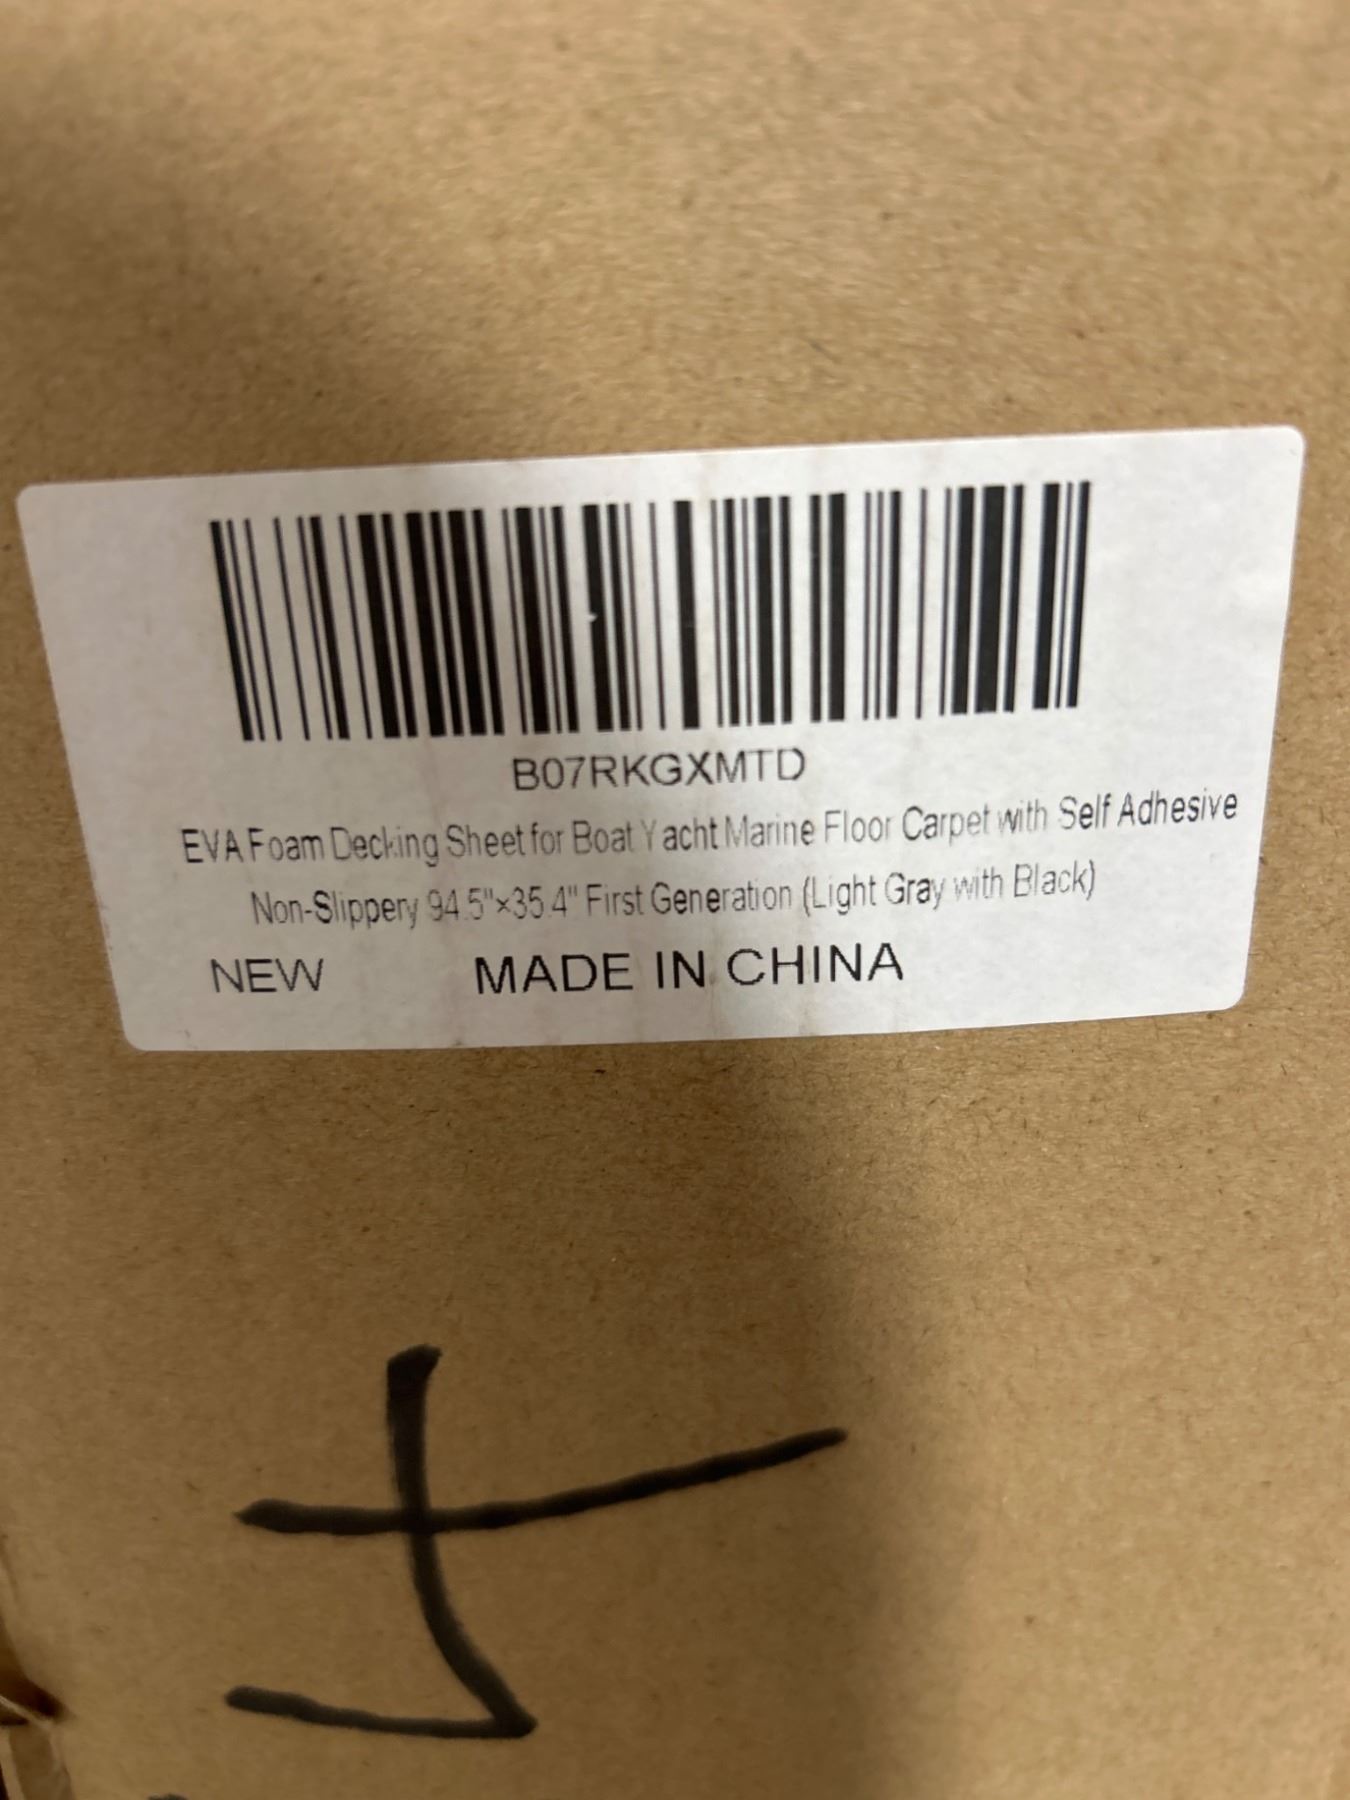 B07RKGXMTD
EVA Foam Decking Sheet for Boat Yacht Marine Floor Carpet with Self Adhesive
Non-Slippery 94.5"×35.4" First Generation (Light Gray with Black)
NEW MADE IN CHINA